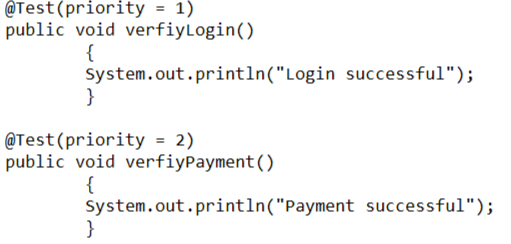 @Test(priority = 1)
public void verfiyLogin()
{
System.out.println("Login successful");
}
@Test(priority = 2)
public void verfiyPayment()
{
System.out.println("Payment successful");
}